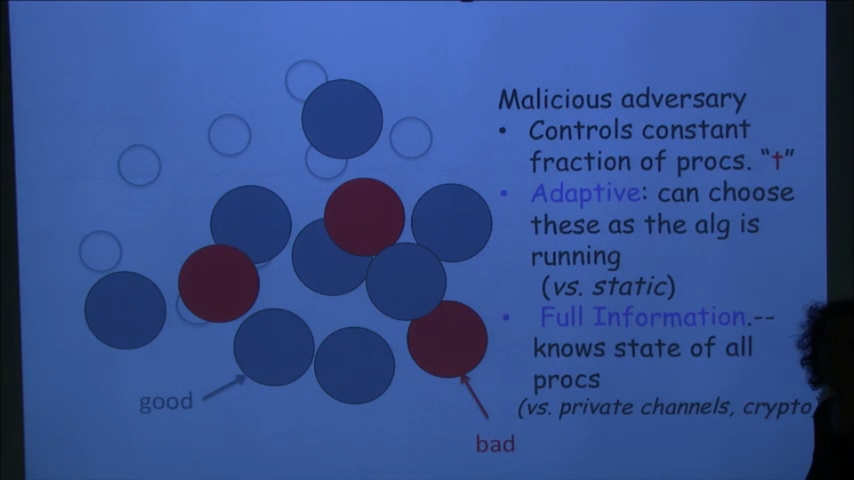 Malicious adversary
• Controls constant
fraction of procs. “t”
• Adaptive: can choose
these as the alg is
running
(vs. static)
• Full Information.--
knows state of all
procs
(vs. private channels, crypto
good
bad